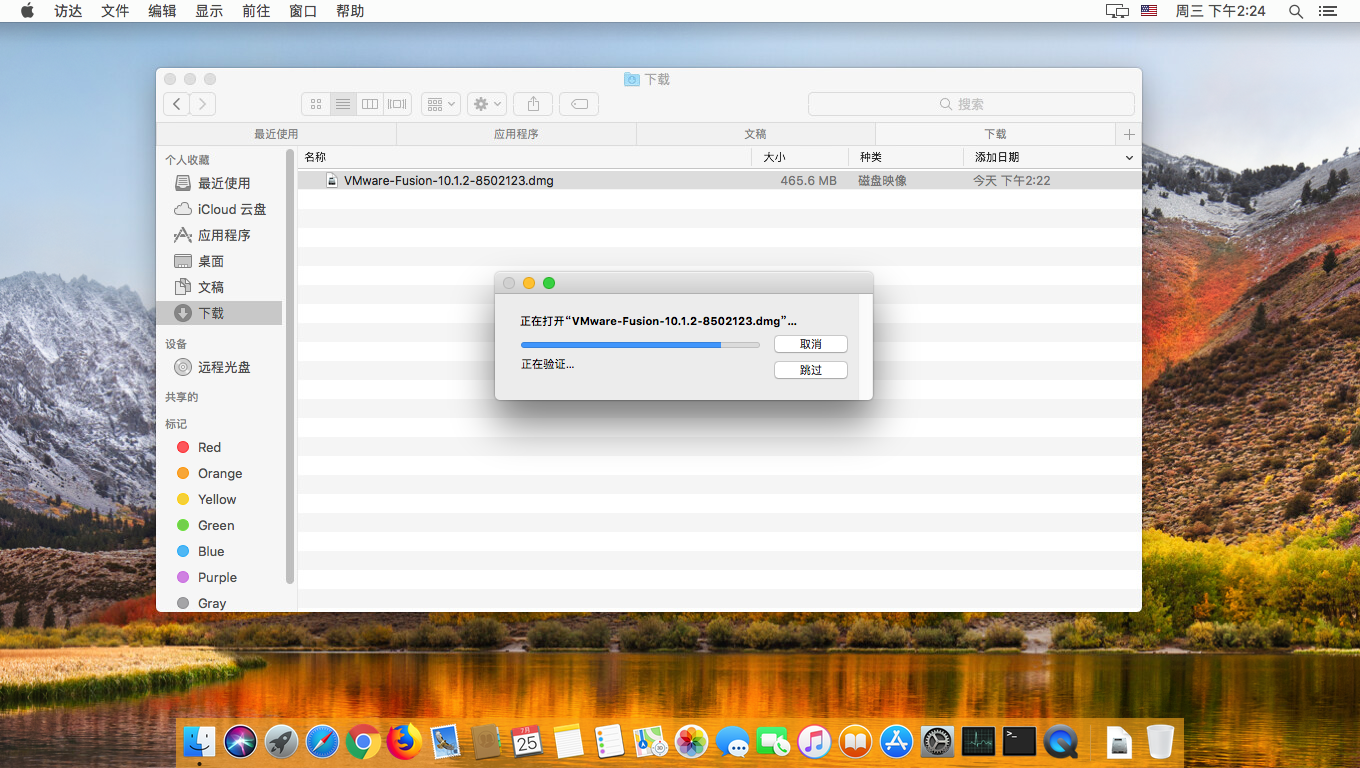 访达 文件 编辑 显示 前往 窗口 帮助 周三 下午2:24
下载
搜索
最近使用 应用程序 文稿 下载
个人收藏
最近使用
iCloud 云盘
应用程序
桌面
文稿
下载
设备
远程光盘
共享的
标记
Red
Orange
Yellow
Green
Blue
Purple
Gray
名称 大小 种类 添加日期
VMware-Fusion-10.1.2-8502123.dmg 465.6 MB 磁盘映像 今天 下午2:22
正在打开“VMware-Fusion-10.1.2-8502123.dmg”...
取消
正在验证...
跳过
7月
25